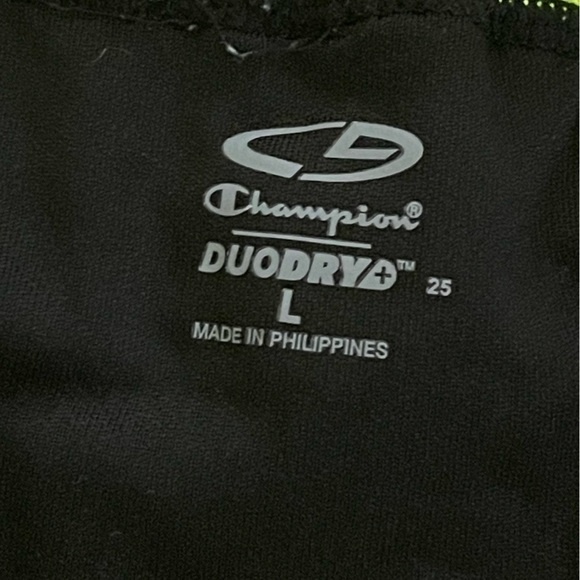 Champion®
DUODRY+™ 25
L
MADE IN PHILIPPINES